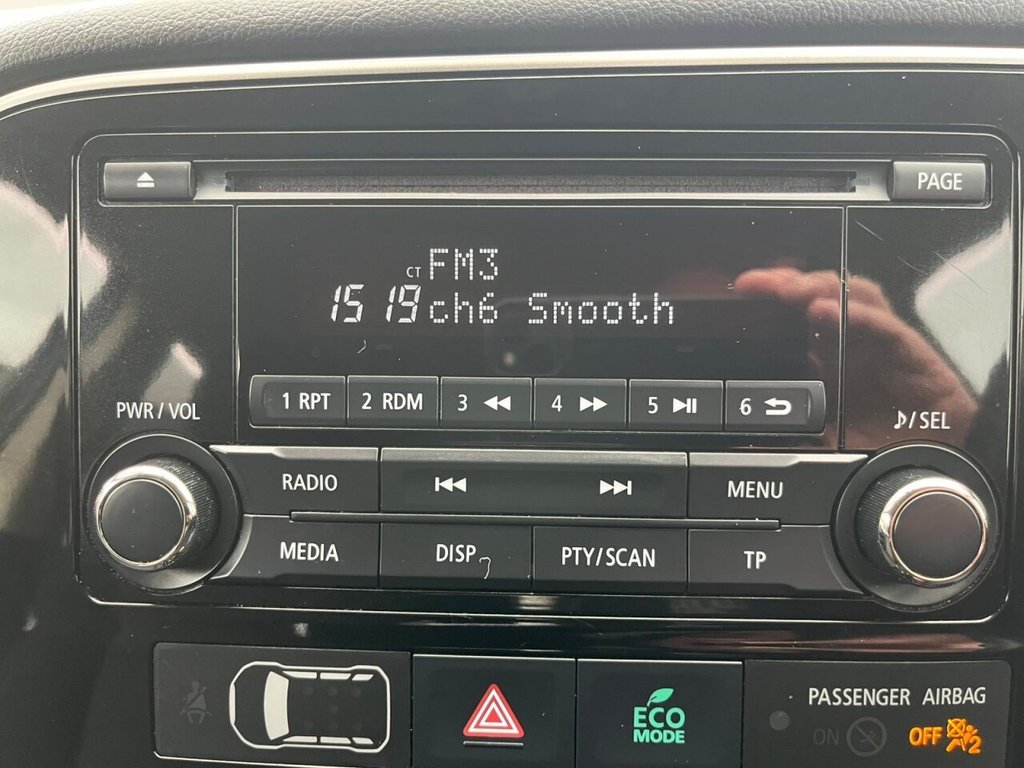 PAGE
CT FM3
15 19 ch6 Smooth
1 RPT 2 RDM 3 4 5 6
PWR / VOL
♪/ SEL
RADIO MENU
MEDIA DISP PTY/SCAN TP
ECO
MODE
PASSENGER AIRBAG
ON OFF 2